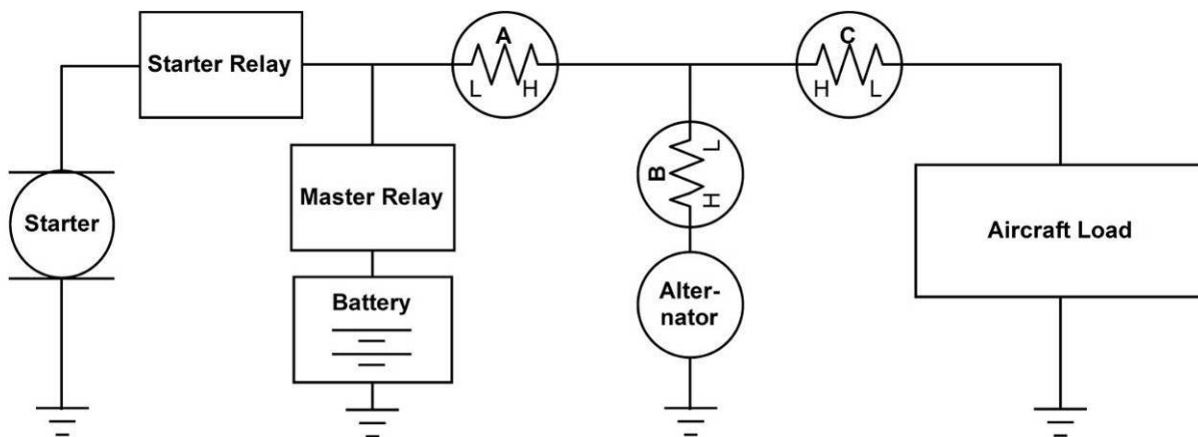 A
C
Starter Relay
L H
H L
Master Relay
B
L
H
Starter
Aircraft Load
Battery
Alter-
nator